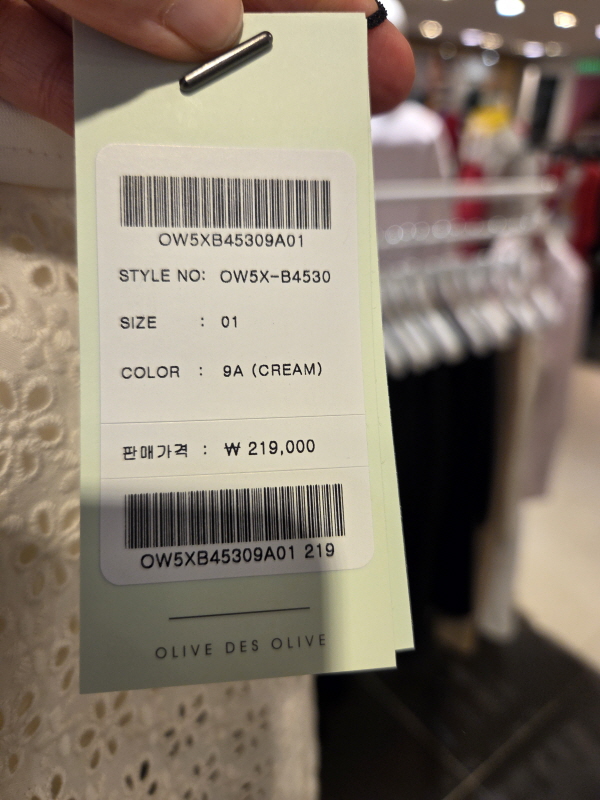 OW5XB45309A01
STYLE NO: OW5X-B4530
SIZE : 01
COLOR : 9A (CREAM)
판매가격 : ₩ 219,000
OW5XB45309A01 219
OLIVE DES OLIVE